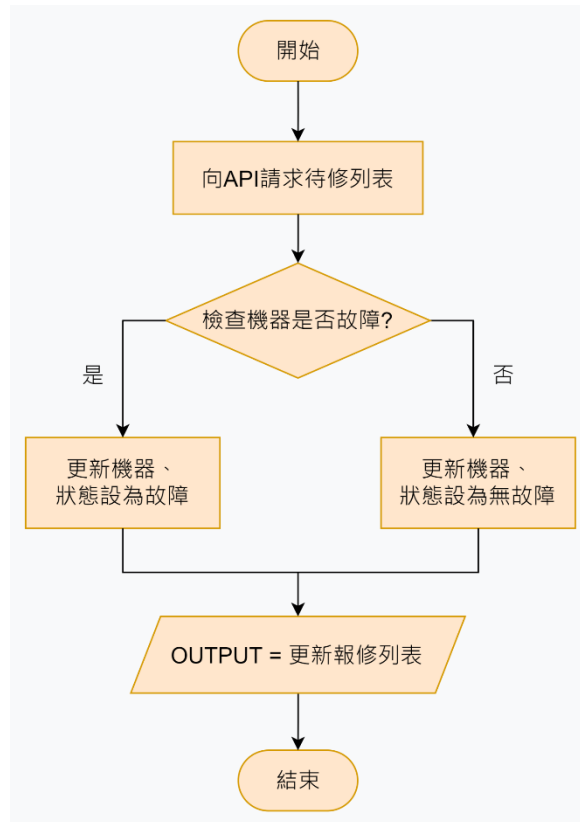 開始
向API請求待修列表
檢查機器是否故障?
是
否
更新機器、
狀態設為故障
更新機器、
狀態設為無故障
OUTPUT = 更新報修列表
結束